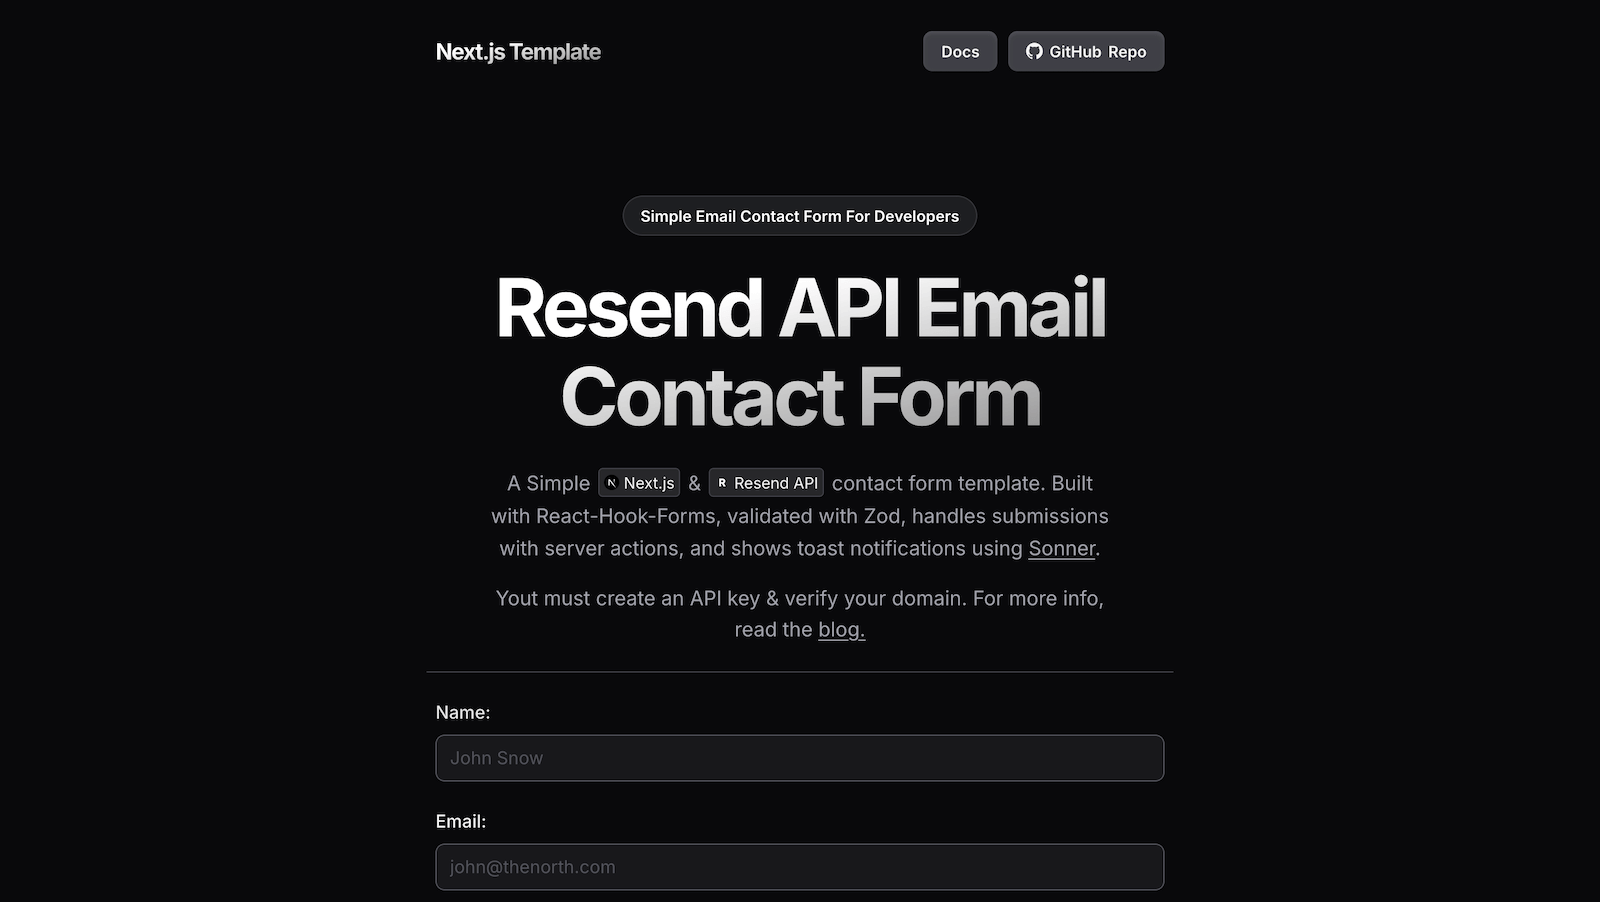 Next.js Template
Docs
GitHub Repo
Simple Email Contact Form For Developers
Resend API Email
Contact Form
A Simple N Next.js & R Resend API contact form template. Built
with React-Hook-Forms, validated with Zod, handles submissions
with server actions, and shows toast notifications using Sonner.
Yout must create an API key & verify your domain. For more info,
read the blog.
Name:
John Snow
Email:
john@thenorth.com